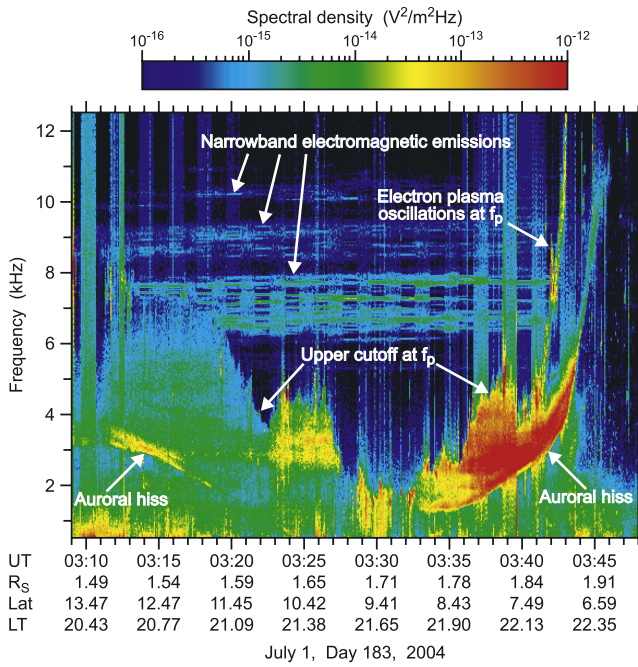 Spectral density (V²/m²Hz)
10⁻¹⁶ 10⁻¹⁵ 10⁻¹⁴ 10⁻¹³ 10⁻¹²
12
Narrowband electromagnetic emissions
10
Electron plasma
oscillations at fₚ
8
Frequency (kHz)
6
Upper cutoff at fₚ
4
2
Auroral hiss
Auroral hiss
UT 03:10 03:15 03:20 03:25 03:30 03:35 03:40 03:45
R_S 1.49 1.54 1.59 1.65 1.71 1.78 1.84 1.91
Lat 13.47 12.47 11.45 10.42 9.41 8.43 7.49 6.59
LT 20.43 20.77 21.09 21.38 21.65 21.90 22.13 22.35
July 1, Day 183, 2004